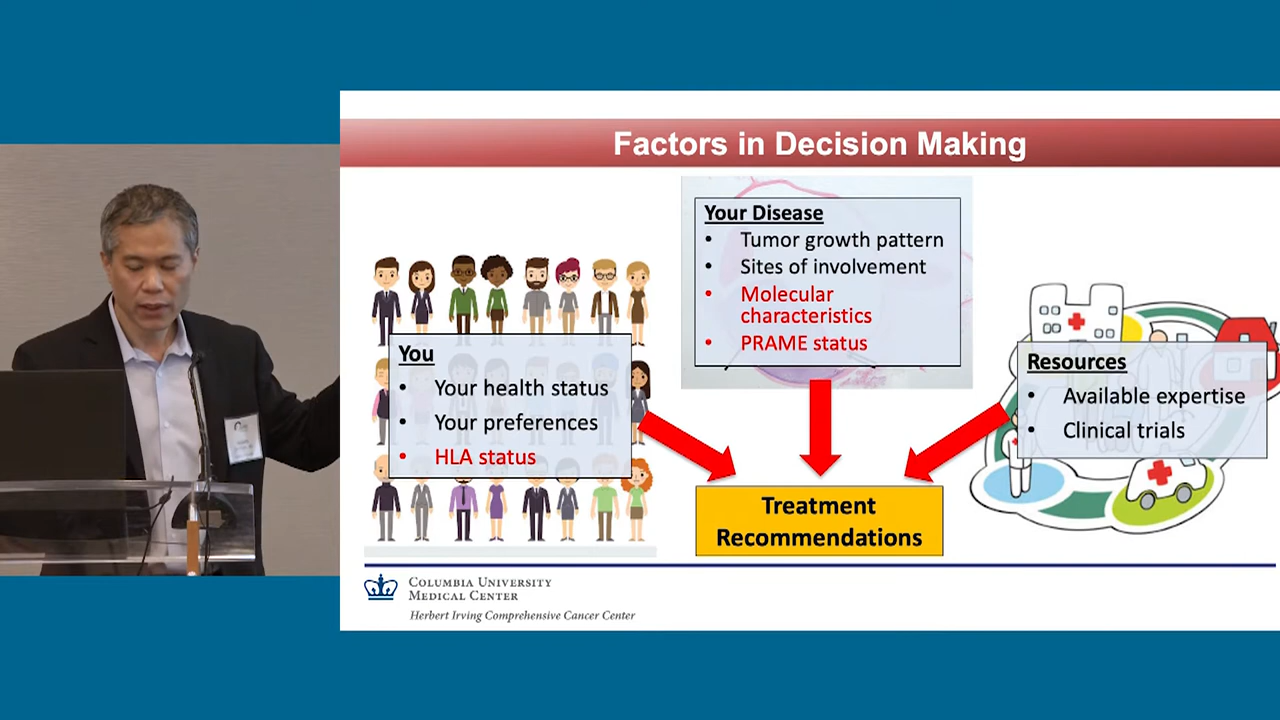 Factors in Decision Making
Your Disease
• Tumor growth pattern
• Sites of involvement
• Molecular
characteristics
• PRAME status
You
• Your health status
• Your preferences
• HLA status
Resources
• Available expertise
• Clinical trials
Treatment
Recommendations
COLUMBIA UNIVERSITY
MEDICAL CENTER
Herbert Irving Comprehensive Cancer Center